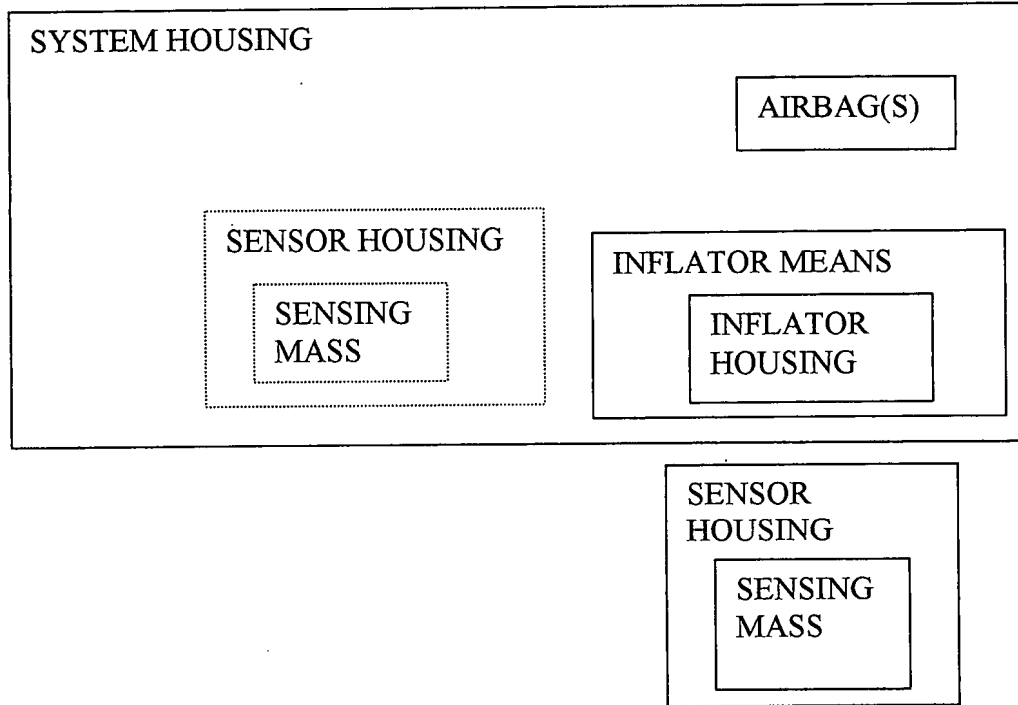 SYSTEM HOUSING
AIRBAG(S)
SENSOR HOUSING
SENSING
MASS
INFLATOR MEANS
INFLATOR
HOUSING
SENSOR
HOUSING
SENSING
MASS